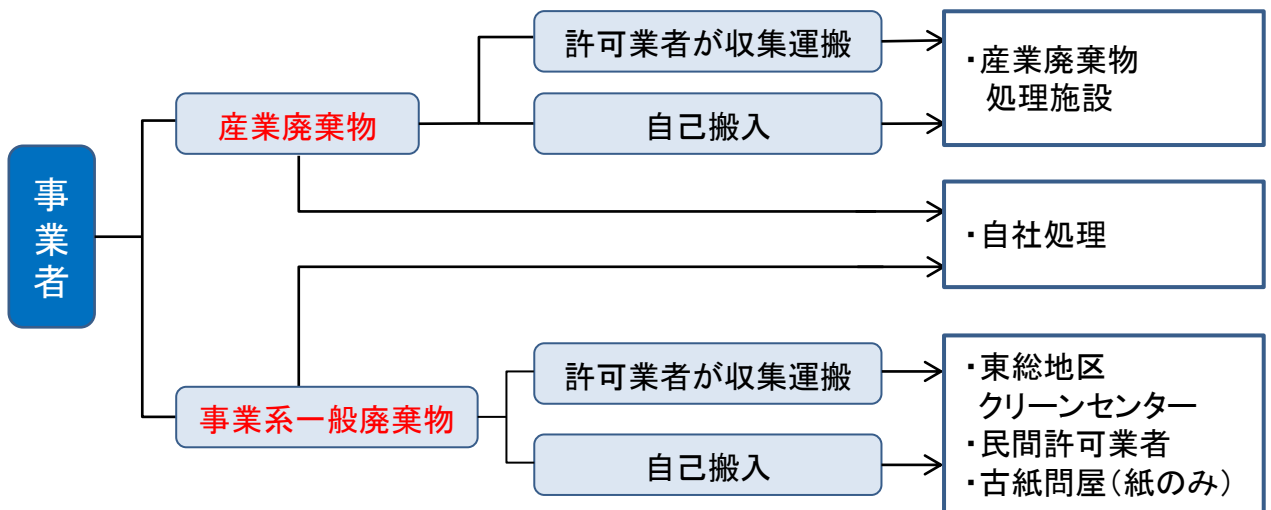 事業者
産業廃棄物
許可業者が収集運搬
自己搬入
・産業廃棄物
処理施設
・自社処理
事業系一般廃棄物
許可業者が収集運搬
自己搬入
・東総地区
クリーンセンター
・民間許可業者
・古紙問屋(紙のみ)